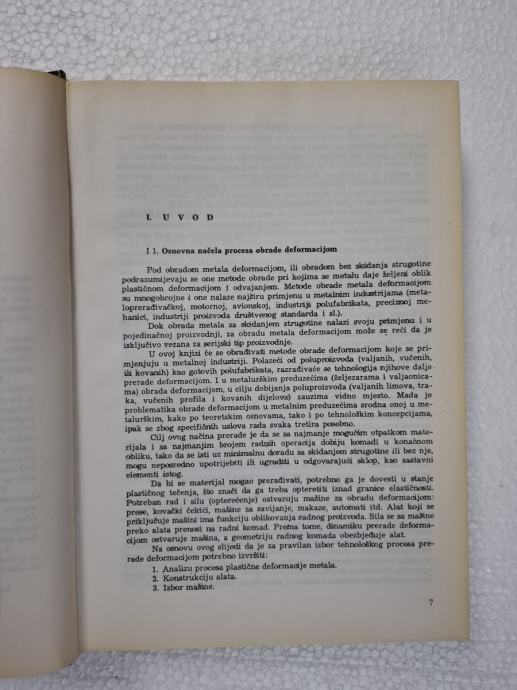 I. UVOD
I 1. Osnovna načela procesa obrade deformacijom
Pod obradom metala deformacijom, ili obradom bez skidanja strugotine
podrazumijevaju se one metode obrade pri kojima se metalu daje željeni oblik
plastičnom deformacijom i odvajanjem. Metode obrade metala deformacijom
su mnogobrojne i one nalaze najširu primjenu u metalnim industrijama (meta-
loprerađivačkoj, motornoj, avionskoj, industriji polufabrikata, preciznoj me-
hanici, industriji proizvoda društvenog standarda i sl.).
Dok obrada metala sa skidanjem strugotine nalazi svoju primjenu i u
pojedinačnoj proizvodnji, za obradu metala deformacijom može se reći da je
isključivo vezana za serijski tip proizvodnje.
U ovoj knjizi će se obrađivati metode obrade deformacijom koje se pri-
mjenjuju u metalnoj industriji. Polazeći od poluproizvoda (valjanih, vučenih,
ili kovanih) kao gotovih polufabrikata, razrađivaće se tehnologija njihove dalje
prerade deformacijom. I u metalurškim preduzećima (željezarama i valjaonica-
ma) obrada deformacijom, u cilju dobijanja poluproizvoda (valjanih limova, tra-
ka, vučenih profila i kovanih dijelova) zauzima vidno mjesto. Mada je
problematika obrade deformacijom u metalnim preduzećima srodna onoj u me-
talurškim, kako po teoretskim osnovama, tako i po tehnološkim koncepcijama,
ipak se zbog specifičnih uslova rada svaka tretira posebno.
Cilj ovog načina prerade je da se sa najmanje mogućim otpatkom mate-
rijala i sa najmanjim brojem radnih operacija dobiju komadi u konačnom
obliku, tako da se isti uz minimalnu doradu sa skidanjem strugotine ili bez nje,
mogu neposredno upotrijebiti ili ugraditi u odgovarajući sklop, kao sastavni
elementi istog.
Da bi se materijal mogao prerađivati, potrebno ga je dovesti u stanje
plastičnog tečenja, što znači da ga treba opteretiti iznad granice elastičnosti.
Potreban rad i silu (opterećenje) ostvaruju mašine za obradu deformacijom:
prese, kovački čekići, mašine za savijanje, makaze, automati itd. Alat koji se
priključuje mašini ima funkciju oblikovanja radnog proizvoda. Sila se sa mašine
preko alata prenosi na radni komad. Prema tome, dinamiku prerade deforma-
cijom ostvaruje mašina, a geometriju radnog komada obezbjeđuje alat.
Na osnovu ovog slijedi da je za pravilan izbor tehnološkog procesa pre-
rade deformacijom potrebno izvršiti:
1. Analizu procesa plastične deformacije metala.
2. Konstrukciju alata.
3. Izbor mašine.
7